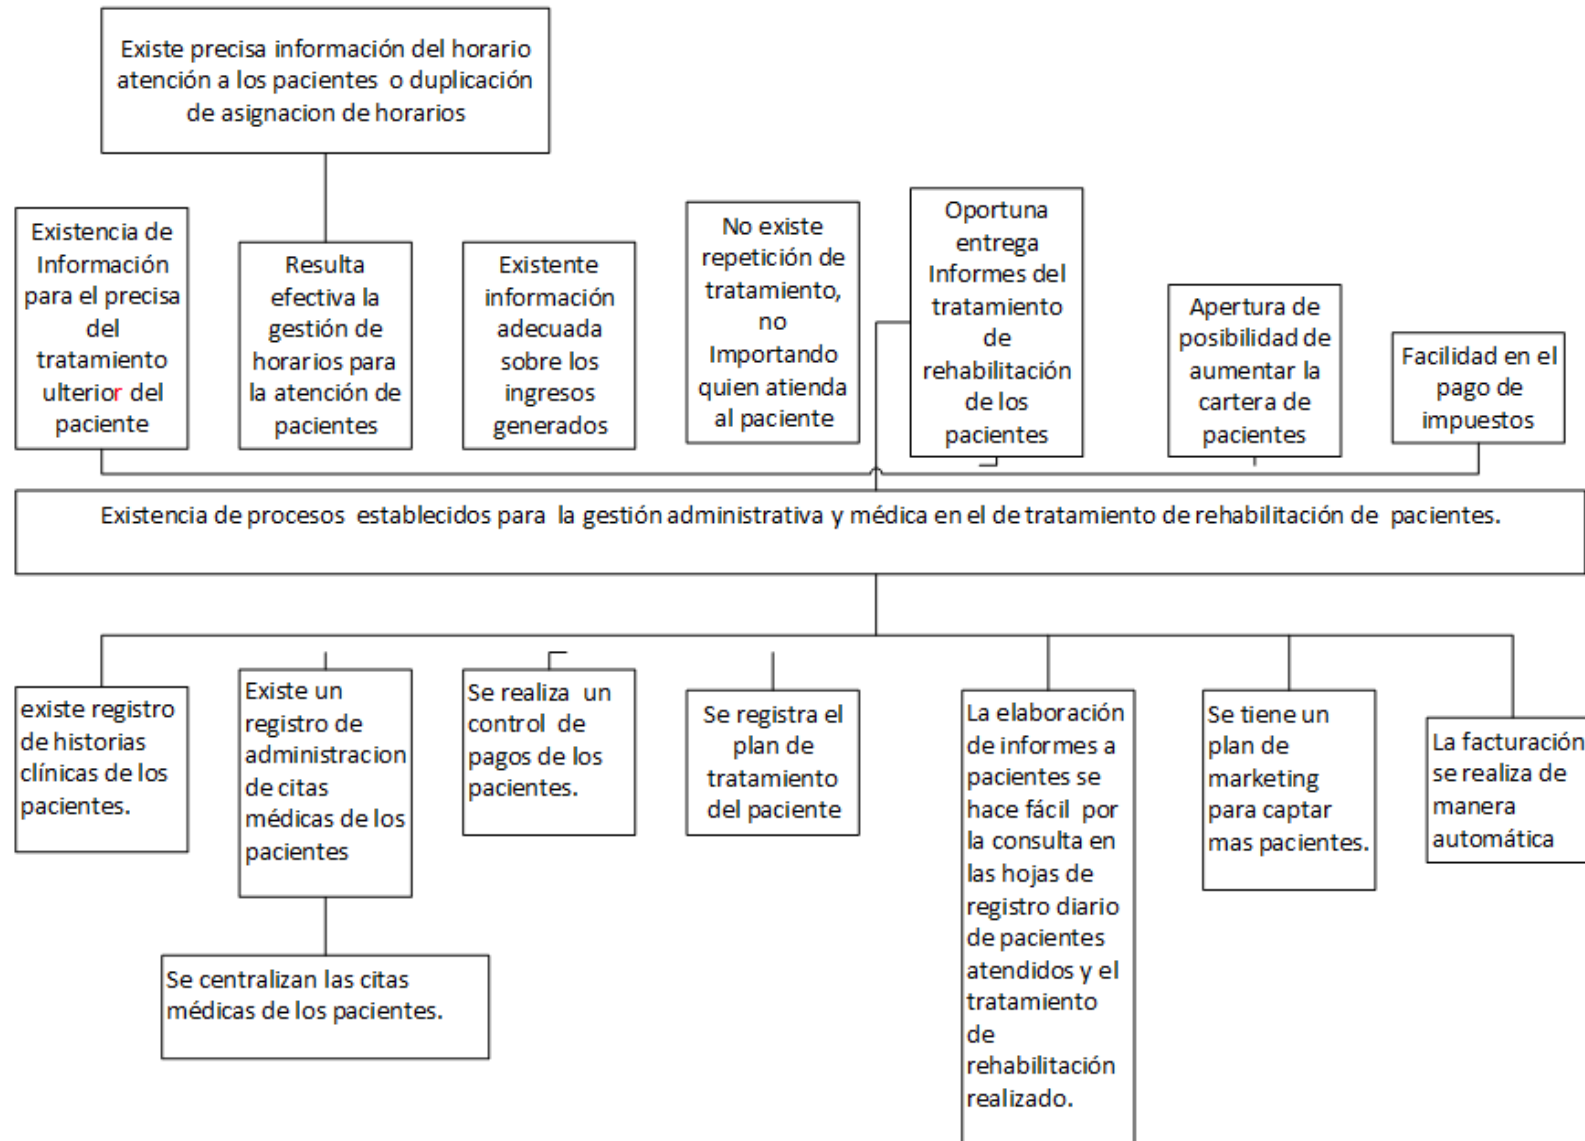 Existe precisa información del horario
atención a los pacientes o duplicación
de asignacion de horarios
Existencia de
Información
para el precisa
del
tratamiento
ulterior del
paciente
Resulta
efectiva la
gestión de
horarios para
la atención de
pacientes
Existente
información
adecuada
sobre los
ingresos
generados
No existe
repetición de
tratamiento,
no
Importando
quien atienda
al paciente
Oportuna
entrega
Informes del
tratamiento
de
rehabilitación
de los
pacientes
Apertura de
posibilidad de
aumentar la
cartera de
pacientes
Facilidad en el
pago de
impuestos
Existencia de procesos establecidos para la gestión administrativa y médica en el de tratamiento de rehabilitación de pacientes.
existe registro
de historias
clínicas de los
pacientes.
Existe un
registro de
administracion
de citas
médicas de los
pacientes
Se realiza un
control de
pagos de los
pacientes.
Se registra el
plan de
tratamiento
del paciente
La elaboración
de informes a
pacientes se
hace fácil por
la consulta en
las hojas de
registro diario
de pacientes
atendidos y el
tratamiento
de
rehabilitación
realizado.
Se tiene un
plan de
marketing
para captar
mas pacientes.
La facturación
se realiza de
manera
automática
Se centralizan las citas
médicas de los pacientes.